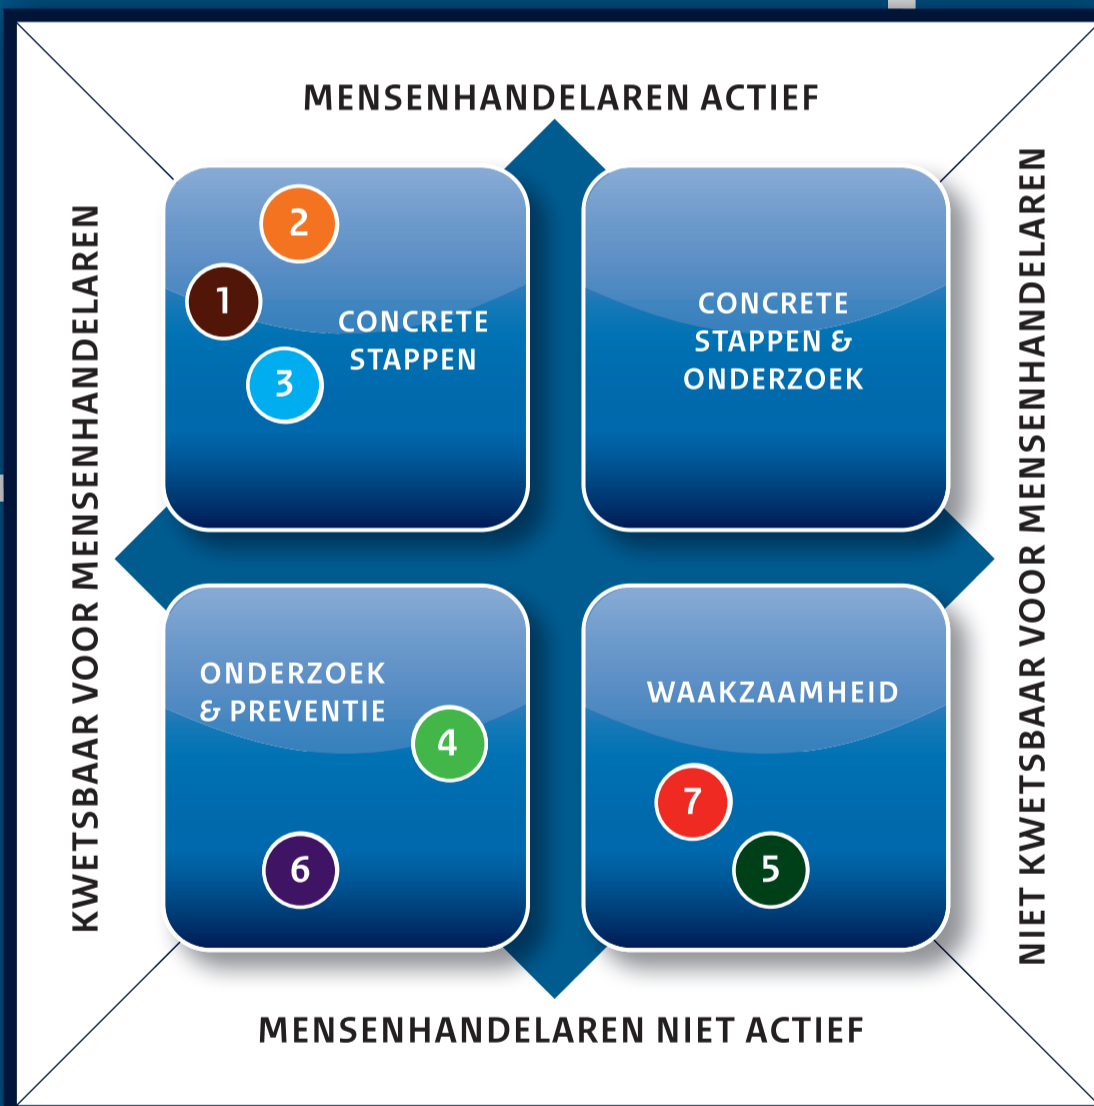 MENSENHANDELAREN ACTIEF
KWETSBAAR VOOR MENSENHANDELAREN
2
1
3
CONCRETE
STAPPEN
CONCRETE
STAPPEN &
ONDERZOEK
NIET KWETSBAAR VOOR MENSENHANDELAREN
ONDERZOEK
& PREVENTIE
4
6
WAAKZAAMHEID
7
5
MENSENHANDELAREN NIET ACTIEF